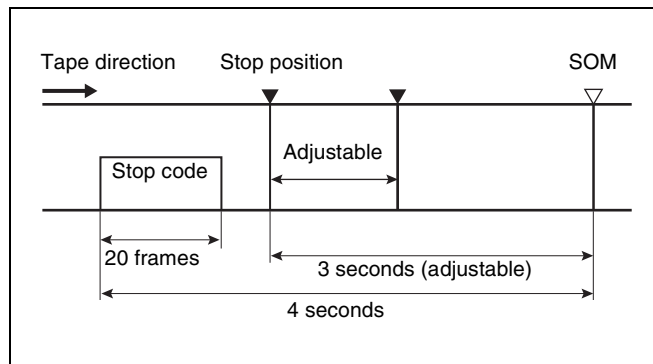 Tape direction
Stop position
SOM
Adjustable
Stop code
20 frames
3 seconds (adjustable)
4 seconds